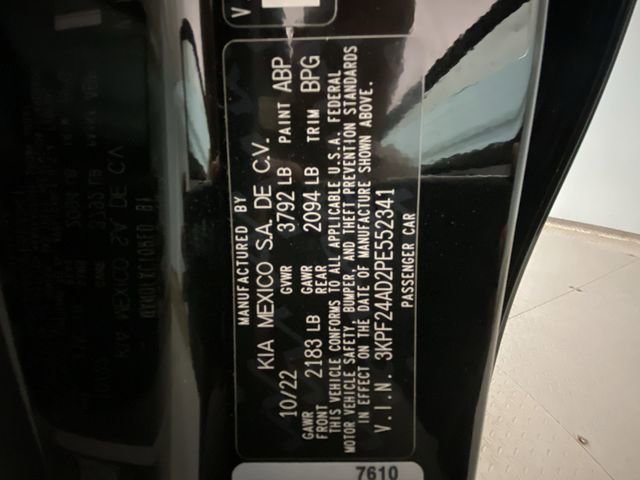 MANUFACTURED BY
KIA MEXICO S.A. DE C.V.
10/22 GVWR 3792 LB PAINT ABP
GAWR FRONT 2183 LB GAWR REAR 2094 LB TRIM BPG
THIS VEHICLE CONFORMS TO ALL APPLICABLE U.S.A. FEDERAL
MOTOR VEHICLE SAFETY, BUMPER, AND THEFT PREVENTION STANDARDS
IN EFFECT ON THE DATE OF MANUFACTURE SHOWN ABOVE.
V.I.N. 3KPF24AD2PE552341
PASSENGER CAR
7610